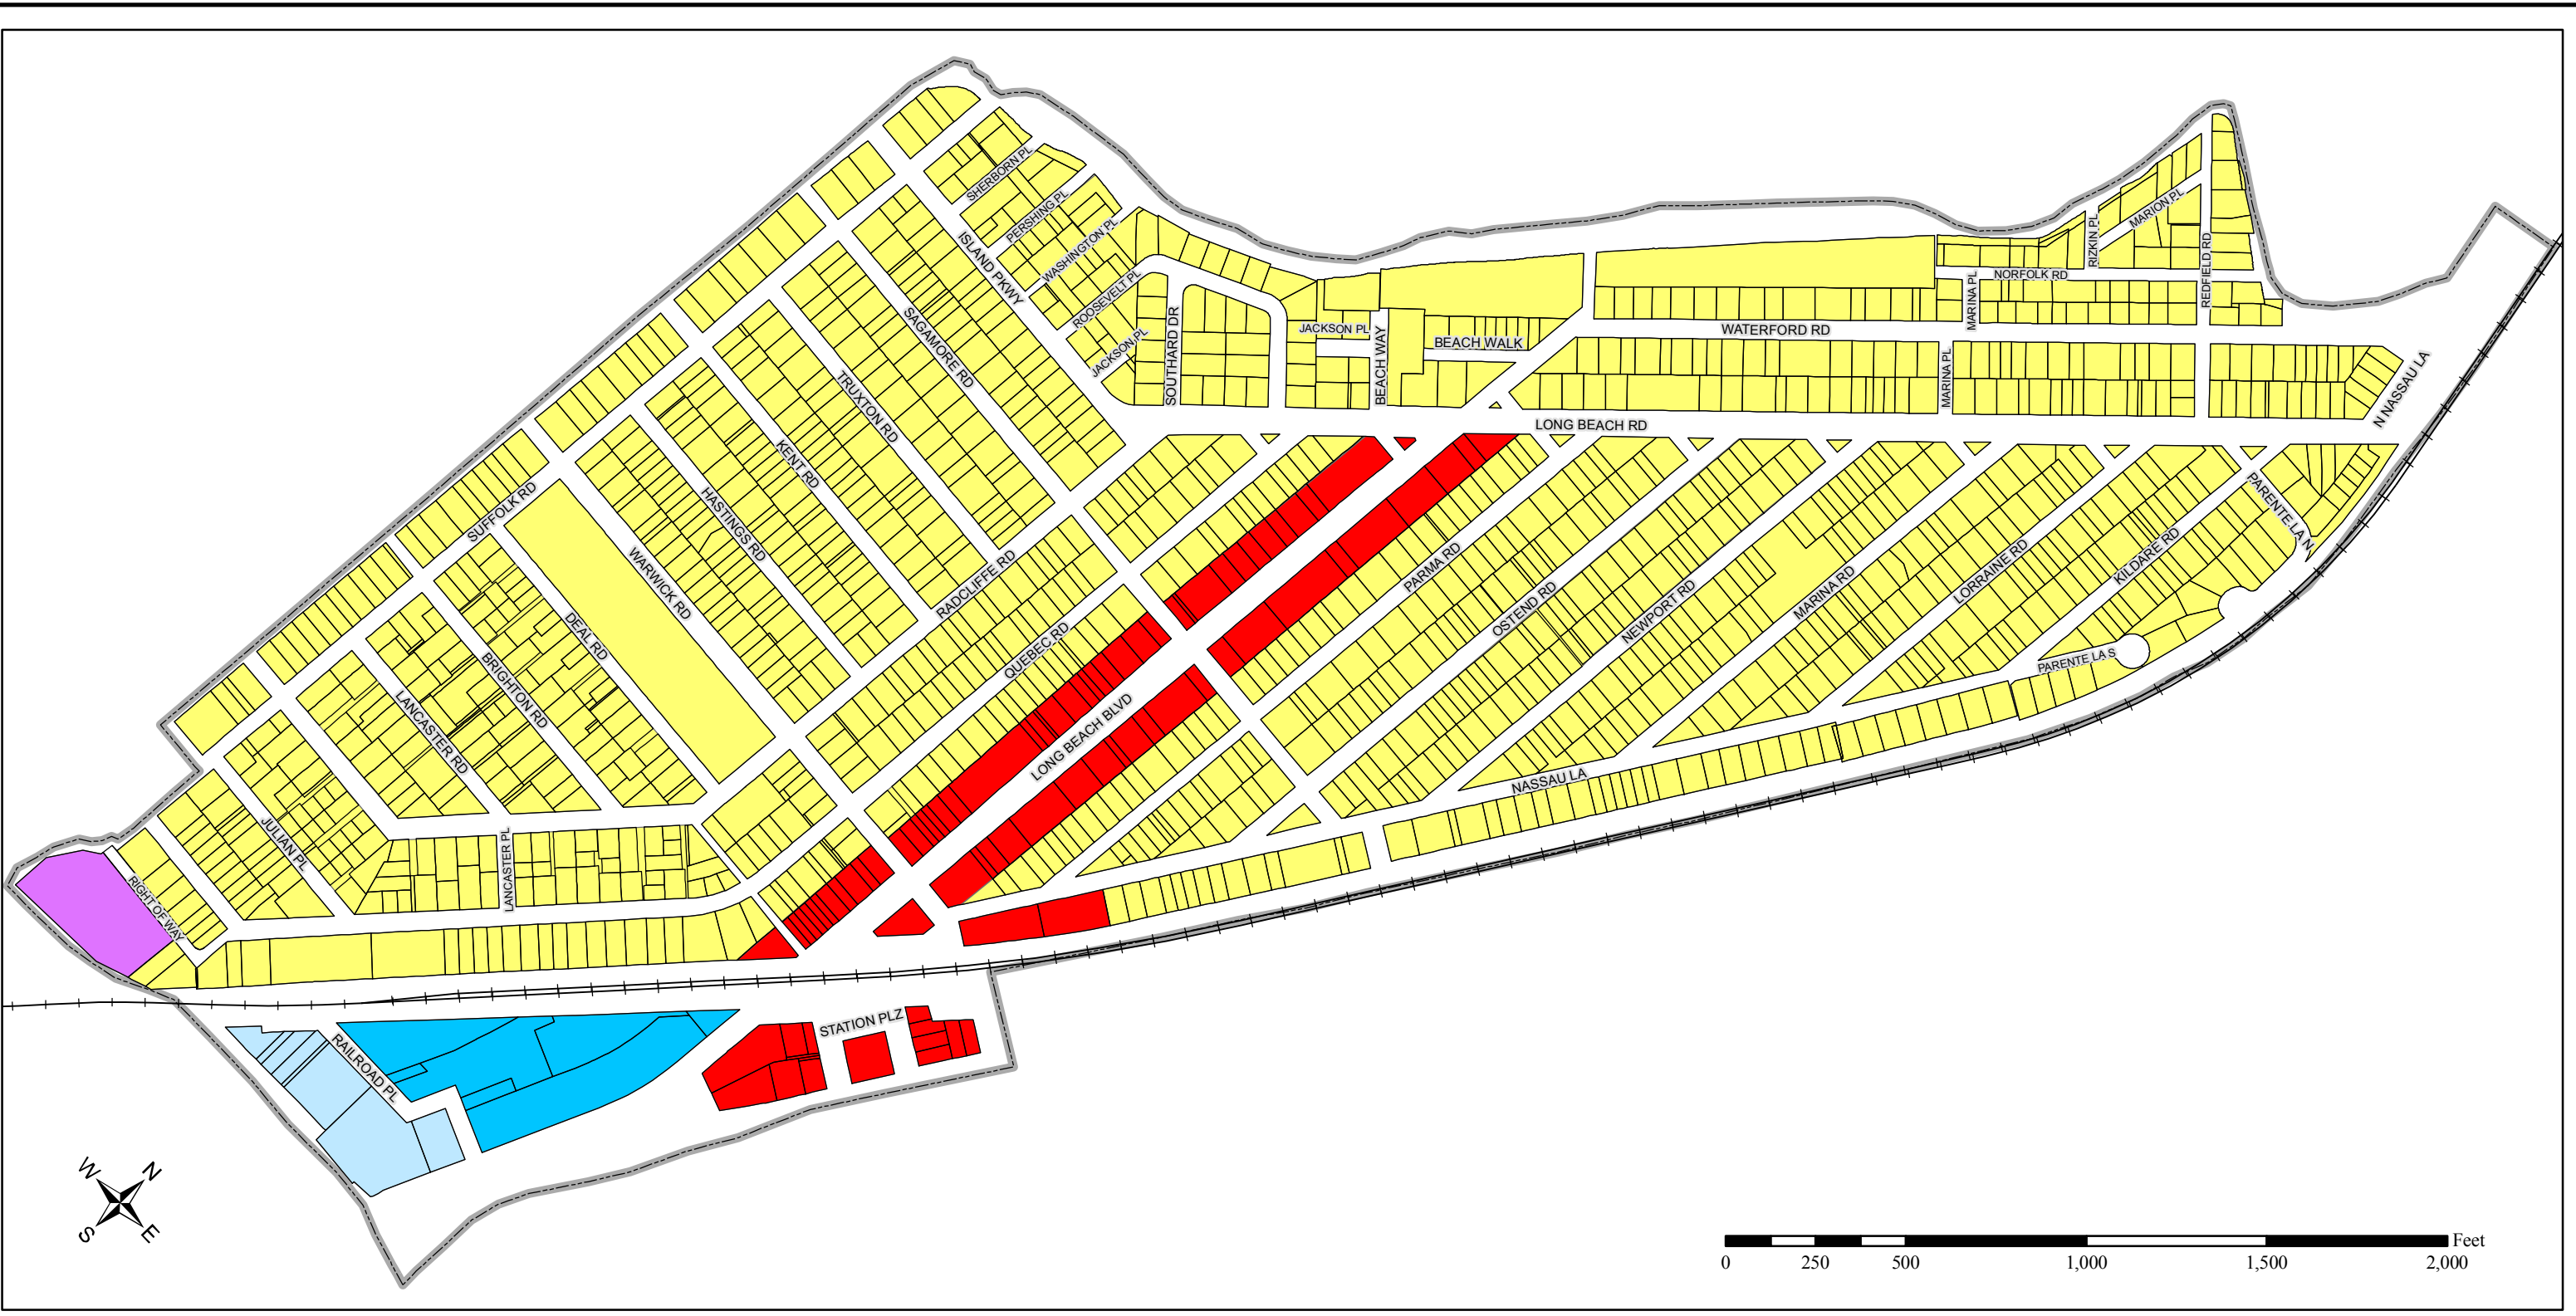 SHERBORN PL
PERSHING PL
WASHINGTON PL
ISLAND PKWY
ROOSEVELT PL
JACKSON PL
SOUTHARD DR
JACKSON PL
BEACH WAY
BEACH WALK
WATERFORD RD
MARINA PL
NORFOLK RD
RIZKIN PL
MARION PL
REDFIELD RD
MARINA PL
N NASSAU LA
LONG BEACH RD
SAGAMORE RD
TRUXTON RD
KENT RD
HASTINGS RD
SUFFOLK RD
WARWICK RD
RADCLIFFE RD
QUEBEC RD
DEAL RD
BRIGHTON RD
LANCASTER RD
LANCASTER PL
JULIAN PL
RIGHT OF WAY
LONG BEACH BLVD
PARMA RD
OSTEND RD
NEWPORT RD
MARINA RD
LORRAINE RD
KILDARE RD
PARENTE LA N
PARENTE LA S
NASSAU LA
STATION PLZ
RAILROAD PL
W N
S E
Feet
0 250 500 1,000 1,500 2,000